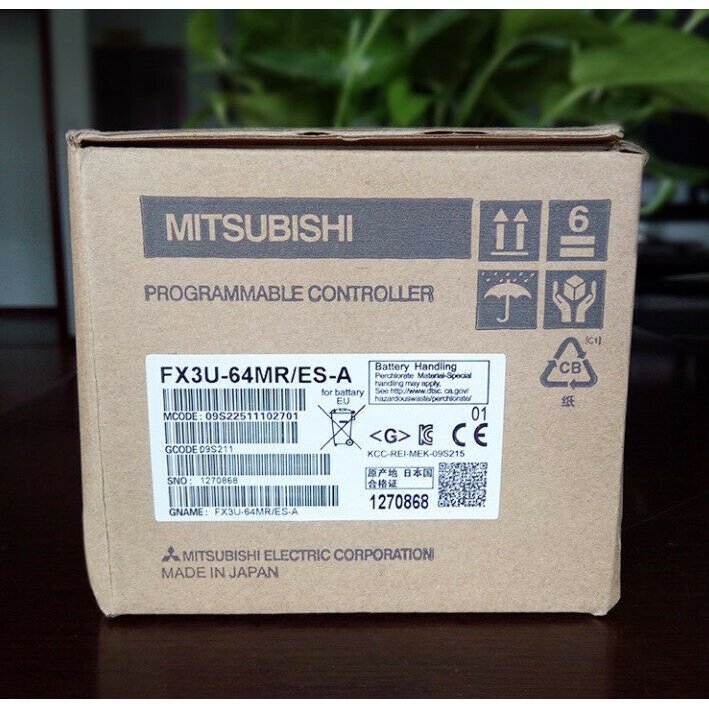 MITSUBISHI
6
PROGRAMMABLE CONTROLLER
FX3U-64MR/ES-A
for battary
EU
Battery Handling
Perchlorate Material-Special
handling may apply,
See http://www.dtsc.ca.gov/
hazardouswaste/perchlorate/
CB
纸
MCODE: 09S22511102701
01
<G>
CE
GCODE 09S211
KCC-REI-MEK-09S215
SNO: 1270868
原产地 日本国
合格证
1270868
GNAME: FX3U-64MR/ES-A
MITSUBISHI ELECTRIC CORPORATION
MADE IN JAPAN